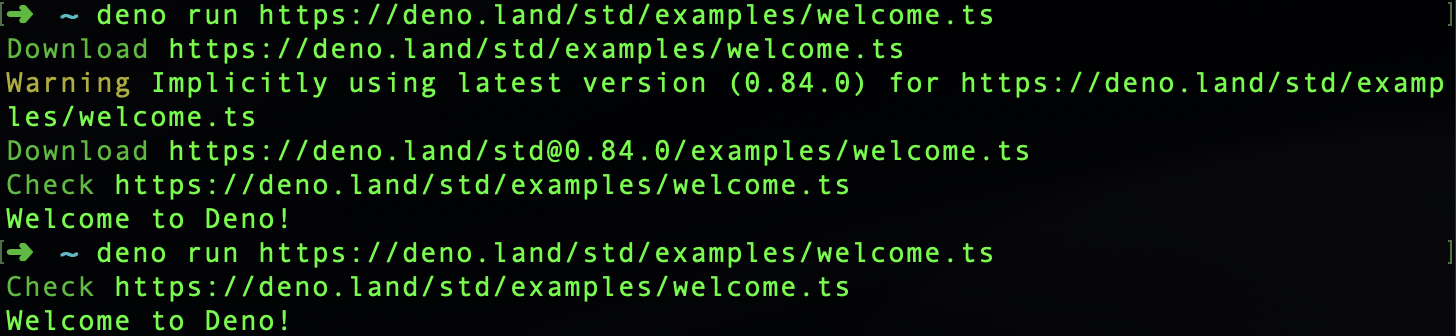 [➜ ~ deno run https://deno.land/std/examples/welcome.ts ]
Download https://deno.land/std/examples/welcome.ts
Warning Implicitly using latest version (0.84.0) for https://deno.land/std/examp
les/welcome.ts
Download https://deno.land/std@0.84.0/examples/welcome.ts
Check https://deno.land/std/examples/welcome.ts
Welcome to Deno!
[➜ ~ deno run https://deno.land/std/examples/welcome.ts ]
Check https://deno.land/std/examples/welcome.ts
Welcome to Deno!